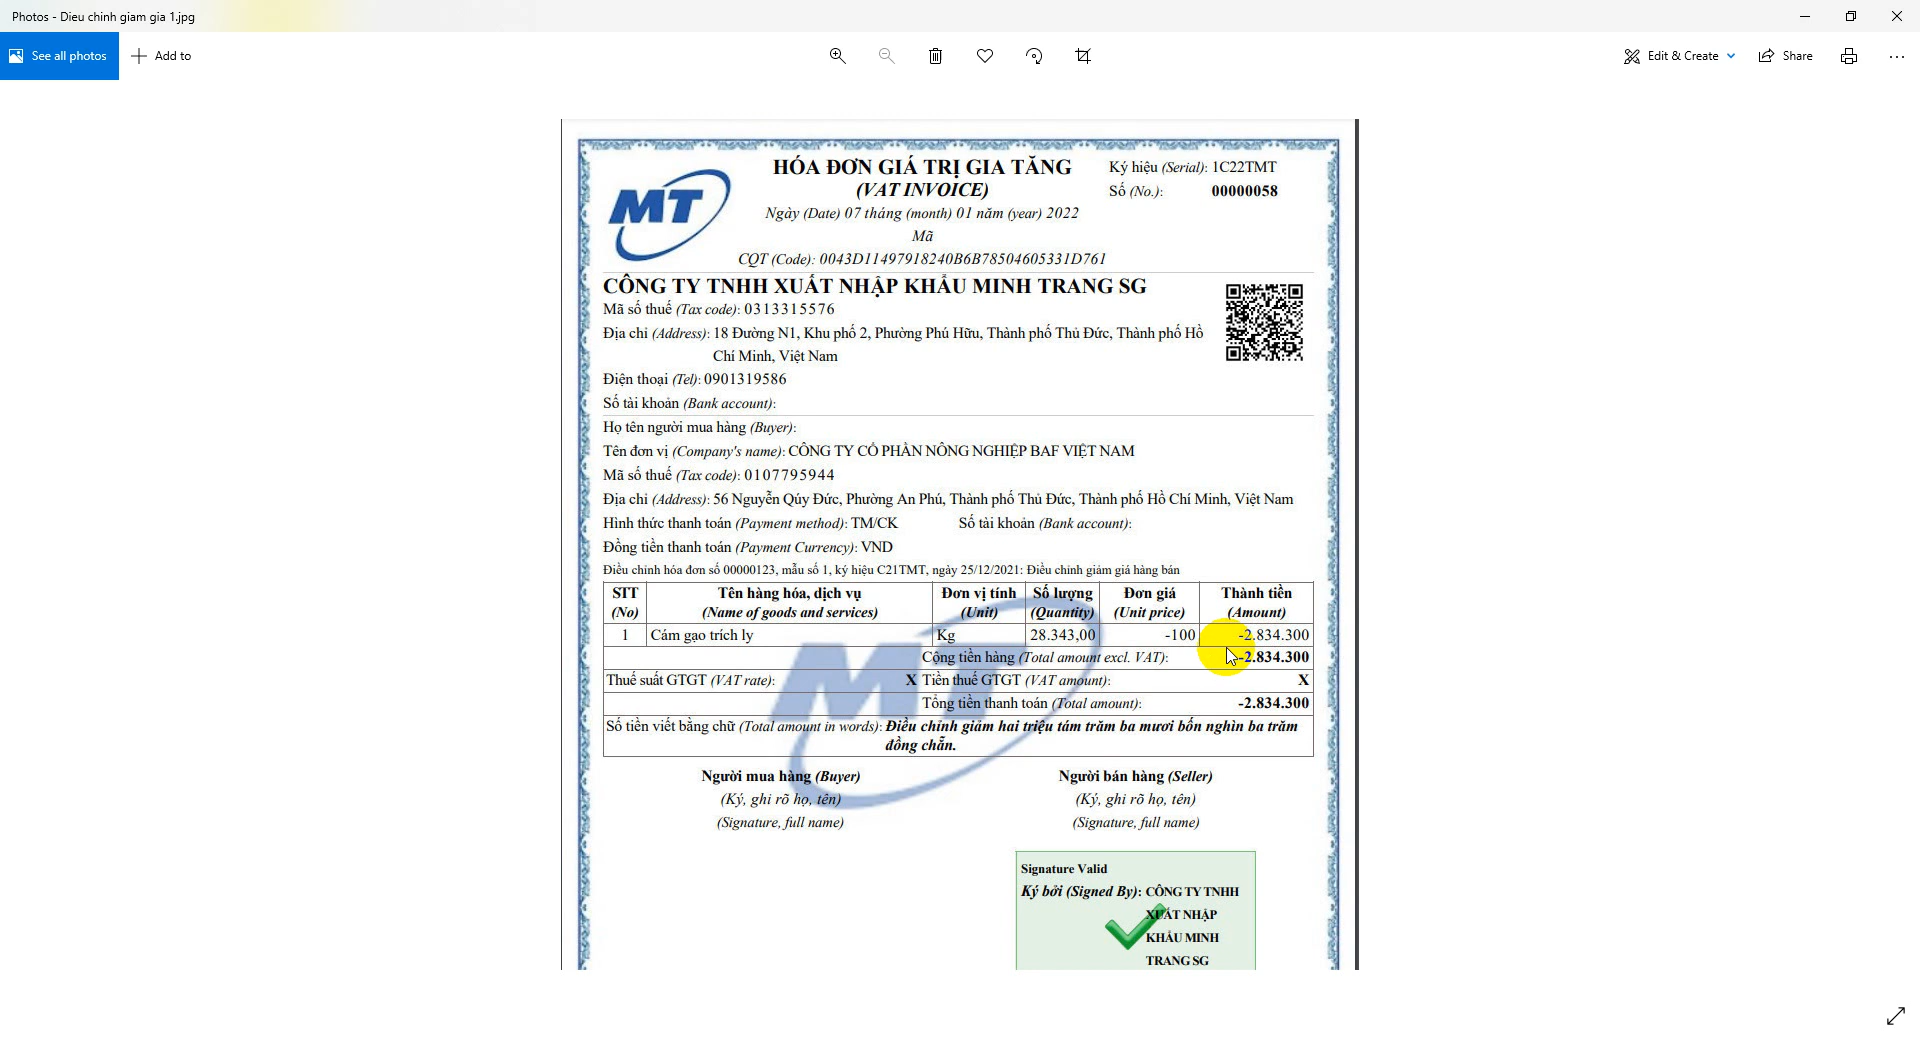 Photos - Dieu chinh giam gia 1.jpg
See all photos
Add to
Edit & Create
Share
MT
HÓA ĐƠN GIÁ TRỊ GIA TĂNG
(VAT INVOICE)
Ngày (Date) 07 tháng (month) 01 năm (year) 2022
Mã
CQT (Code): 0043D11497918240B6B78504605331D761
Ký hiệu (Serial): 1C22TMT
Số (No.): 00000058
CÔNG TY TNHH XUẤT NHẬP KHẨU MINH TRANG SG
Mã số thuế (Tax code): 0313315576
Địa chỉ (Address): 18 Đường N1, Khu phố 2, Phường Phú Hữu, Thành phố Thủ Đức, Thành phố Hồ
Chí Minh, Việt Nam
Điện thoại (Tel): 0901319586
Số tài khoản (Bank account):
Họ tên người mua hàng (Buyer):
Tên đơn vị (Company's name): CÔNG TY CỔ PHẦN NÔNG NGHIỆP BAF VIỆT NAM
Mã số thuế (Tax code): 0107795944
Địa chỉ (Address): 56 Nguyễn Qúy Đức, Phường An Phú, Thành phố Thủ Đức, Thành phố Hồ Chí Minh, Việt Nam
Hình thức thanh toán (Payment method): TM/CK Số tài khoản (Bank account):
Đồng tiền thanh toán (Payment Currency): VND
Điều chỉnh hóa đơn số 00000123, mẫu số 1, ký hiệu C21TMT, ngày 25/12/2021: Điều chỉnh giảm giá hàng bán
STT Tên hàng hóa, dịch vụ Đơn vị tính Số lượng Đơn giá Thành tiền
(No) (Name of goods and services) (Unit) (Quantity) (Unit price) (Amount)
1 Cám gạo trích ly Kg 28.343,00 -100 -2.834.300
Cộng tiền hàng (Total amount excl. VAT): -2.834.300
Thuế suất GTGT (VAT rate): X Tiền thuế GTGT (VAT amount): X
Tổng tiền thanh toán (Total amount): -2.834.300
Số tiền viết bằng chữ (Total amount in words): Điều chỉnh giảm hai triệu tám trăm ba mươi bốn nghìn ba trăm
đồng chẵn.
MT
Người mua hàng (Buyer) Người bán hàng (Seller)
(Ký, ghi rõ họ, tên) (Ký, ghi rõ họ, tên)
(Signature, full name) (Signature, full name)
Signature Valid
Ký bởi (Signed By): CÔNG TY TNHH
XUẤT NHẬP
KHẨU MINH
TRANG SG